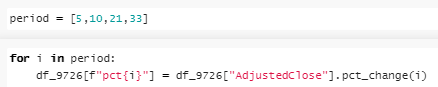 period = [5,10,21,33]
for i in period:
    df_9726[f"pct{i}"] = df_9726["AdjustedClose"].pct_change(i)